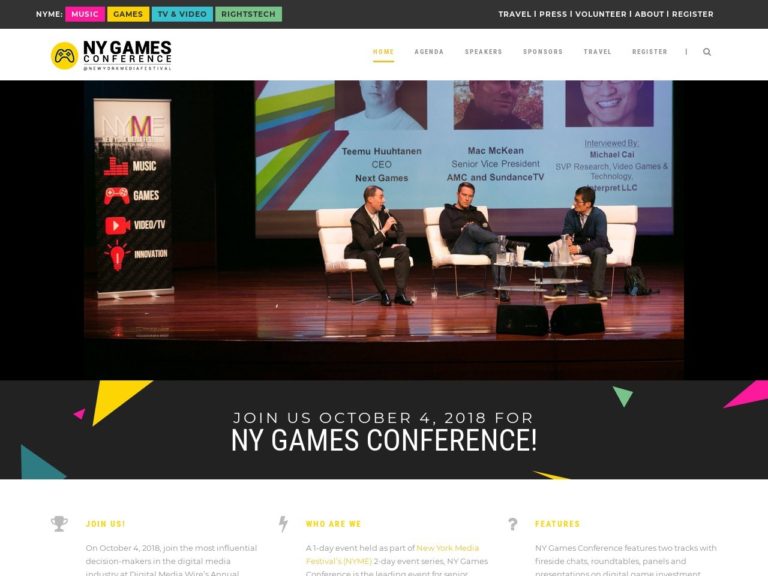 NYME: MUSIC GAMES TV & VIDEO RIGHTSTECH
TRAVEL | PRESS | VOLUNTEER | ABOUT | REGISTER
NY GAMES
CONFERENCE
@NEWYORKMEDIAFESTIVAL
HOME AGENDA SPEAKERS SPONSORS TRAVEL REGISTER |
NYME
NEW YORK MEDIA FESTIVAL
MUSIC
GAMES
VIDEO/TV
INNOVATION
Teemu Huuhtanen
CEO
Next Games
Mac McKean
Senior Vice President
AMC and SundanceTV
Interviewed By:
Michael Cai
SVP Research, Video Games &
Technology,
Interpret LLC
JOIN US OCTOBER 4, 2018 FOR
NY GAMES CONFERENCE!
JOIN US!
On October 4, 2018, join the most influential
decision-makers in the digital media
industry at Digital Media Wire's Annual
WHO ARE WE
A 1-day event held as part of New York Media
Festival's (NYME) 2-day event series, NY Games
Conference is the leading event for senior
FEATURES
NY Games Conference features two tracks with
fireside chats, roundtables, panels and
presentations on digital game investment,